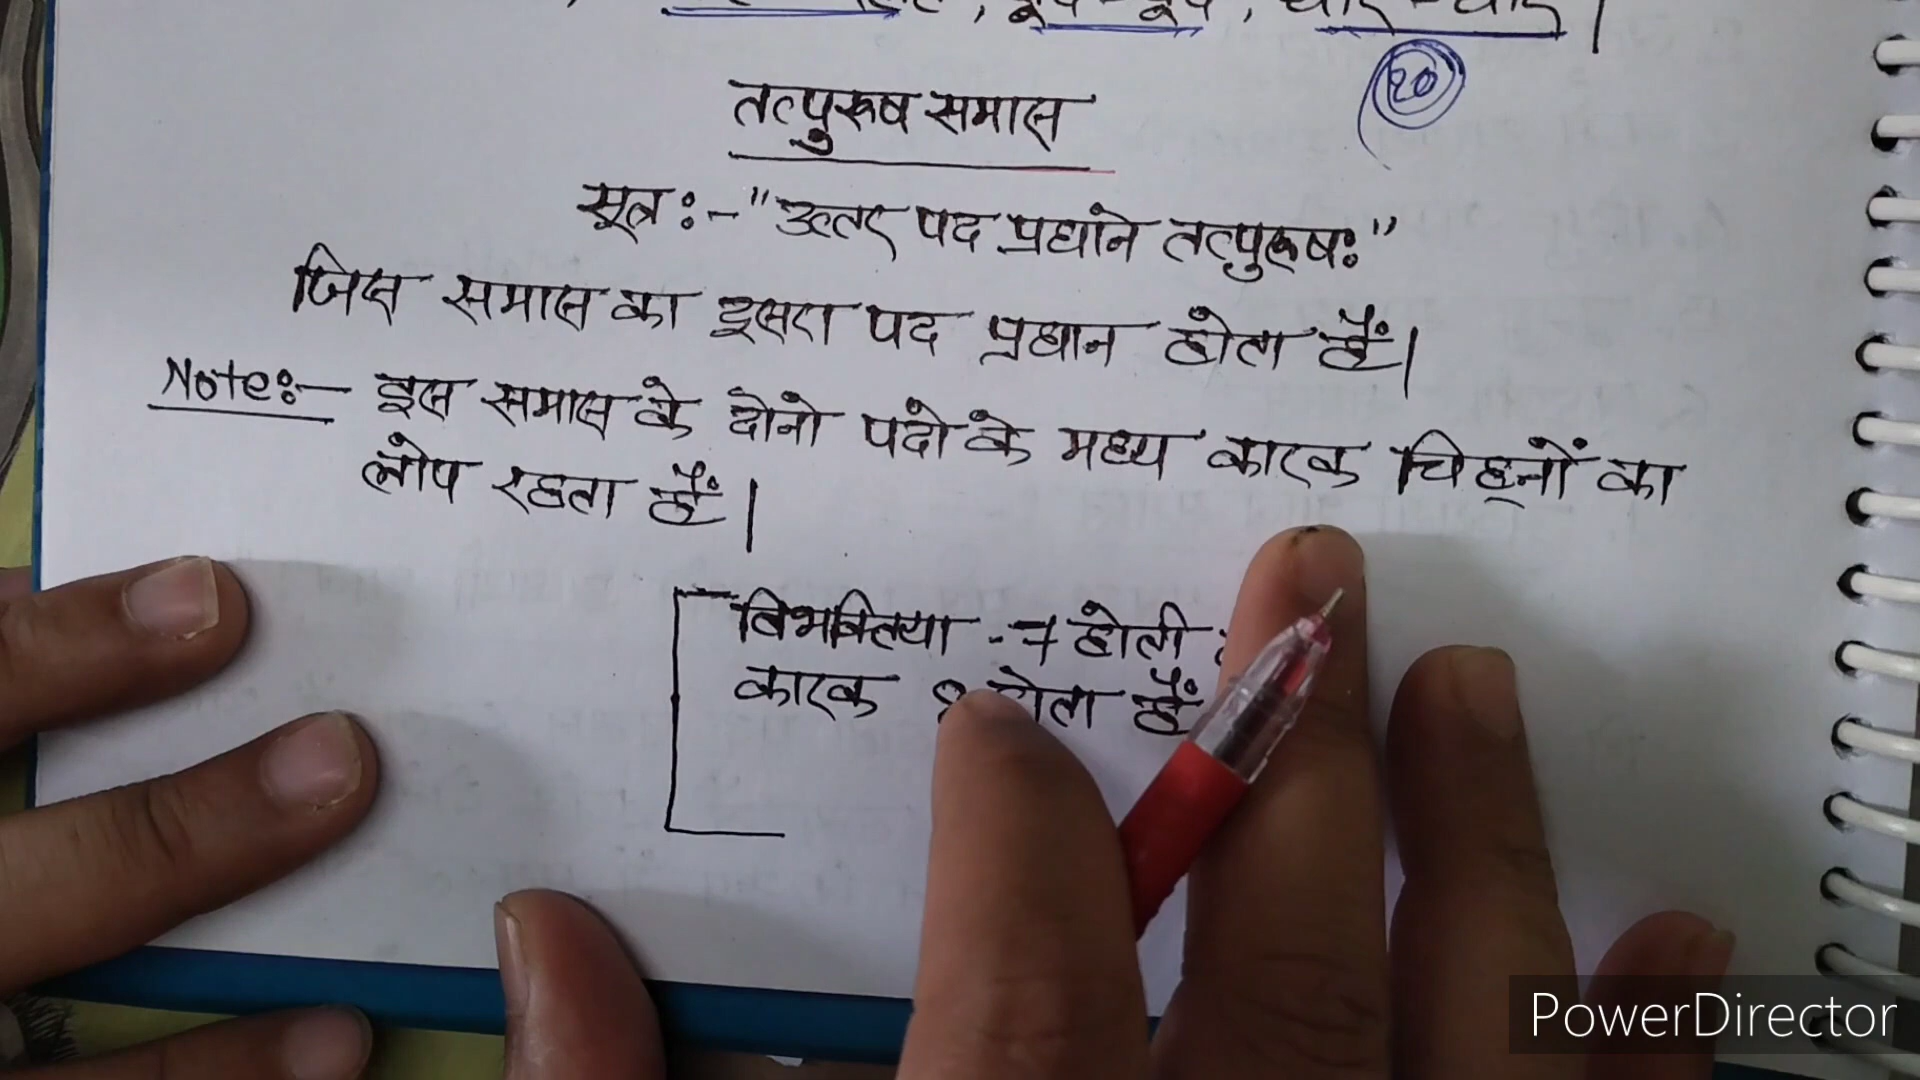 तत्पुरूष समास
सूत्र :- "उत्तर पद प्रधाने तत्पुरूषः"
जिस समास का दूसरा पद प्रधान होता हैं।
Note:- इस समास के दोनो पदो के मध्य कारक चिह्नों का
लोप रहता हैं।
विभक्तिया - 7 होती
कारक होता हैं
PowerDirector